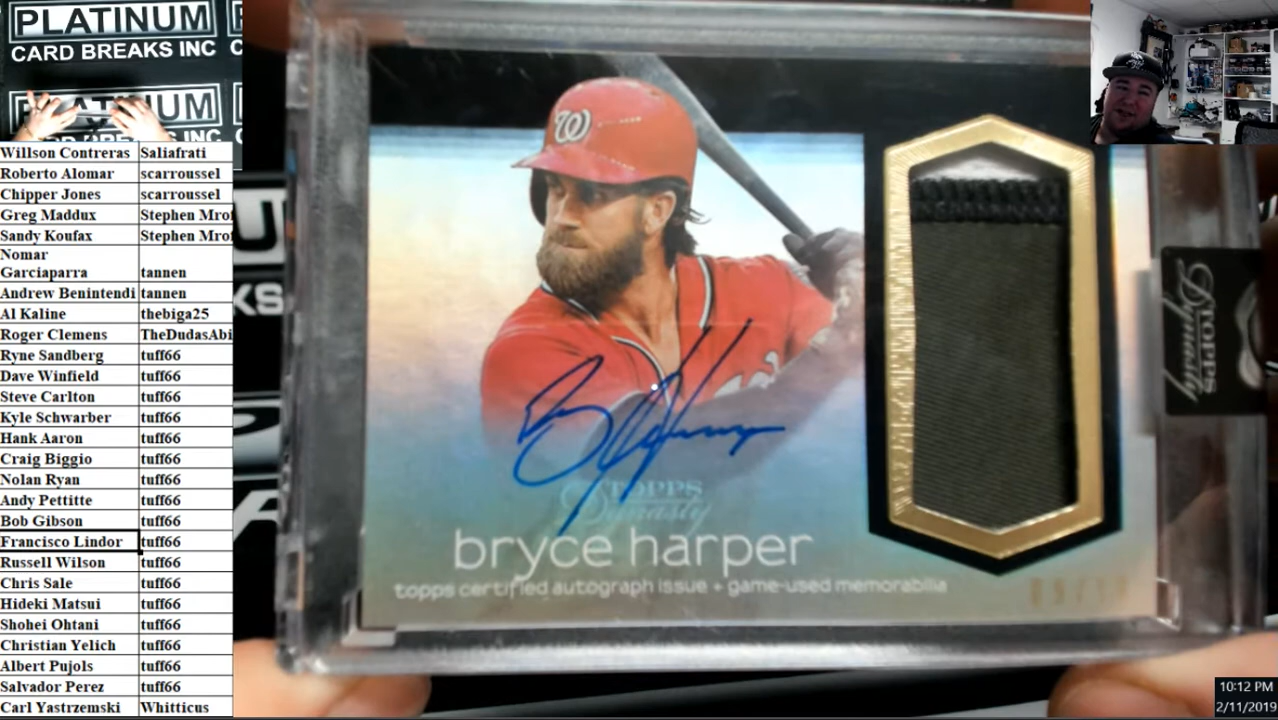 PLATINUM
CARD BREAKS INC
PLATINUM
Willson Contreras Saliafrati
Roberto Alomar scarroussel
Chipper Jones scarroussel
Greg Maddux Stephen Mrof
Sandy Koufax Stephen Mrof
Nomar
Garciaparra tannen
Andrew Benintendi tannen
Al Kaline thebiga25
Roger Clemens TheDudasAbi
Ryne Sandberg tuff66
Dave Winfield tuff66
Steve Carlton tuff66
Kyle Schwarber tuff66
Hank Aaron tuff66
Craig Biggio tuff66
Nolan Ryan tuff66
Andy Pettitte tuff66
Bob Gibson tuff66
Francisco Lindor tuff66
Russell Wilson tuff66
Chris Sale tuff66
Hideki Matsui tuff66
Shohei Ohtani tuff66
Christian Yelich tuff66
Albert Pujols tuff66
Salvador Perez tuff66
Carl Yastrzemski Whitticus
W
TOPPS
Dynasty
bryce harper
topps certified autograph issue • game-used memorabilia
TOPPS
Dynasty
10:12 PM
2/11/2019